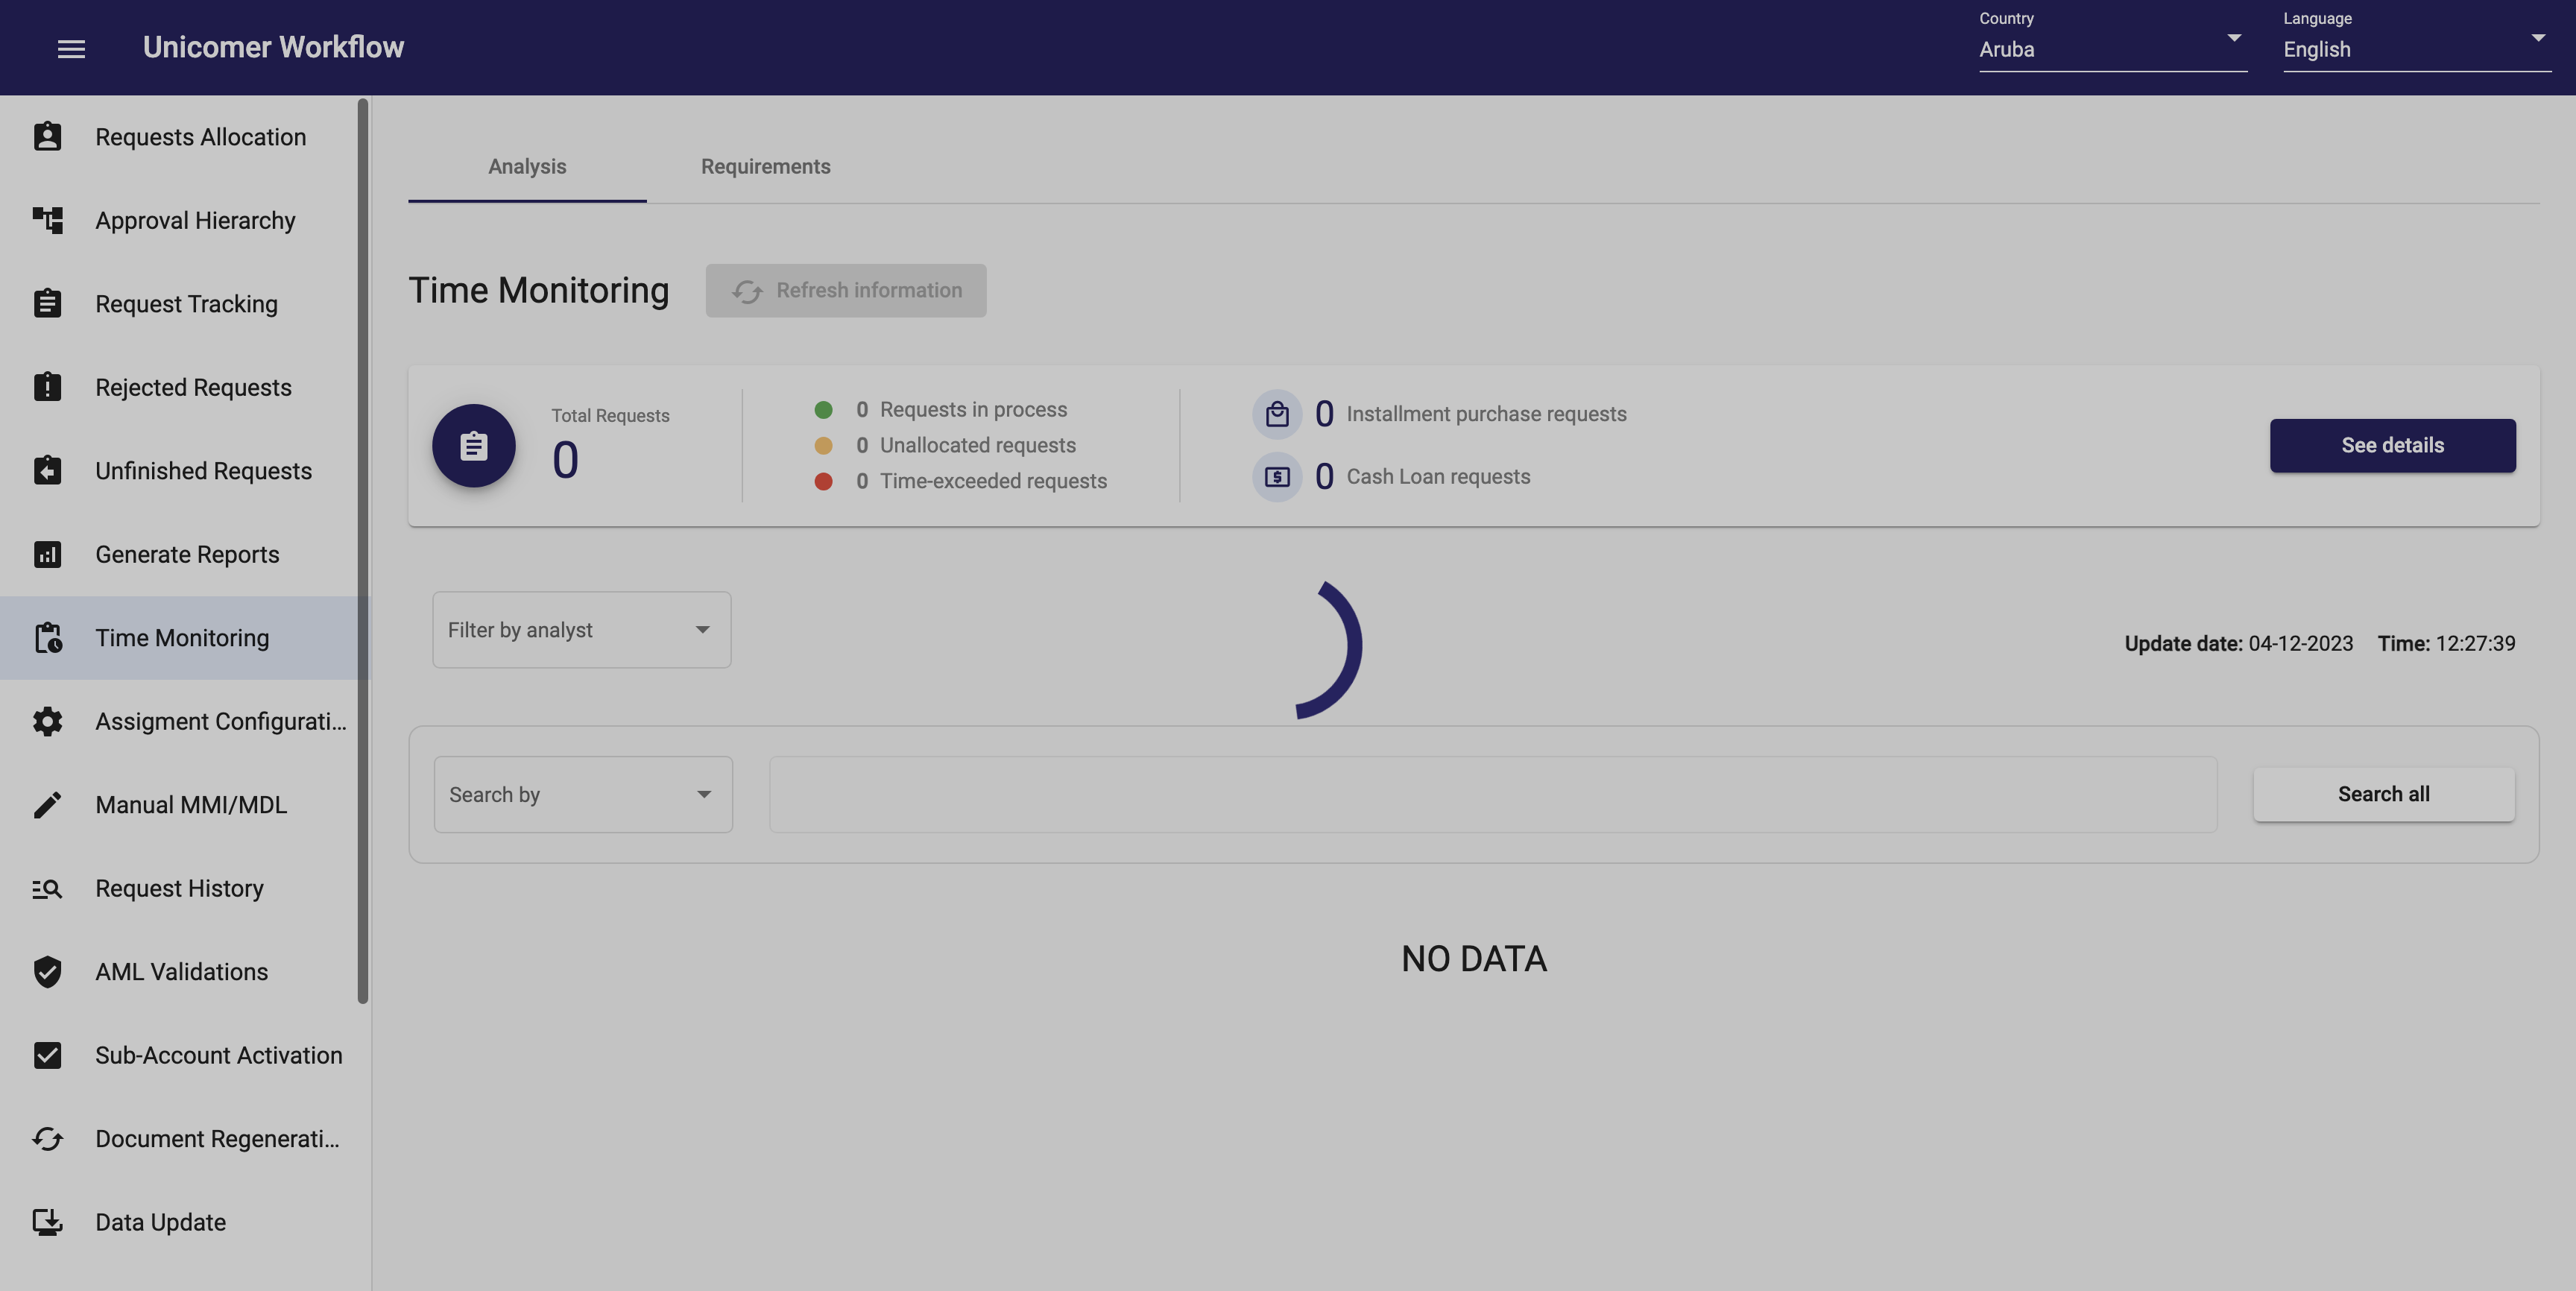 Unicomer Workflow
Country
Aruba
Language
English
Requests Allocation
Approval Hierarchy
Request Tracking
Rejected Requests
Unfinished Requests
Generate Reports
Time Monitoring
Assigment Configurati...
Manual MMI/MDL
Request History
AML Validations
Sub-Account Activation
Document Regenerati...
Data Update
Analysis
Requirements
Time Monitoring
Refresh information
Total Requests
0
0 Requests in process
0 Unallocated requests
0 Time-exceeded requests
0 Installment purchase requests
0 Cash Loan requests
See details
Filter by analyst
Update date: 04-12-2023 Time: 12:27:39
Search by
Search all
NO DATA